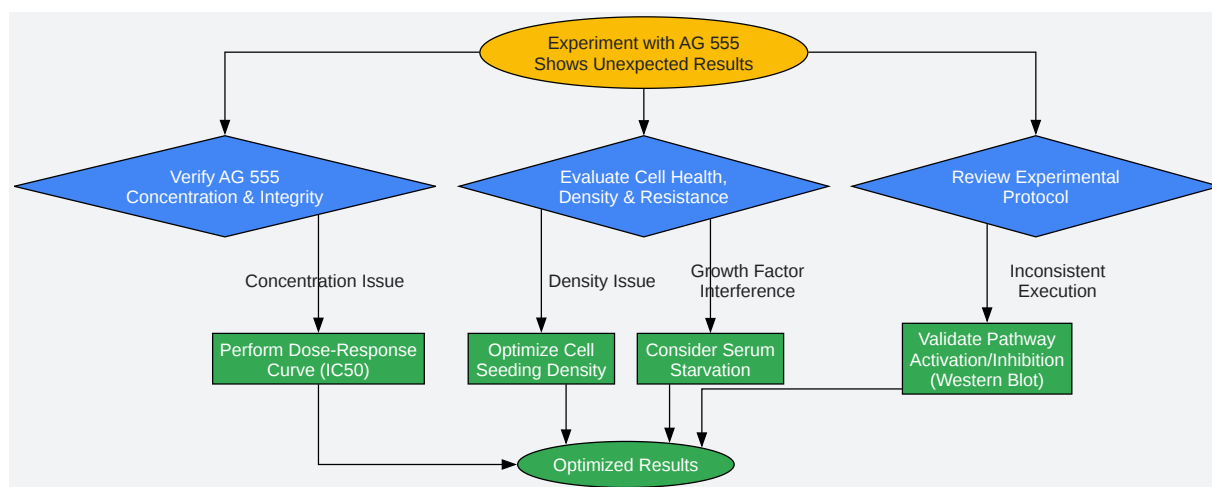 Experiment with AG 555
Shows Unexpected Results
Verify AG 555
Concentration & Integrity
Evaluate Cell Health,
Density & Resistance
Review Experimental
Protocol
Concentration Issue
Density Issue
Growth Factor
Interference
Inconsistent
Execution
Perform Dose-Response
Curve (IC50)
Optimize Cell
Seeding Density
Consider Serum
Starvation
Validate Pathway
Activation/Inhibition
(Western Blot)
Optimized Results